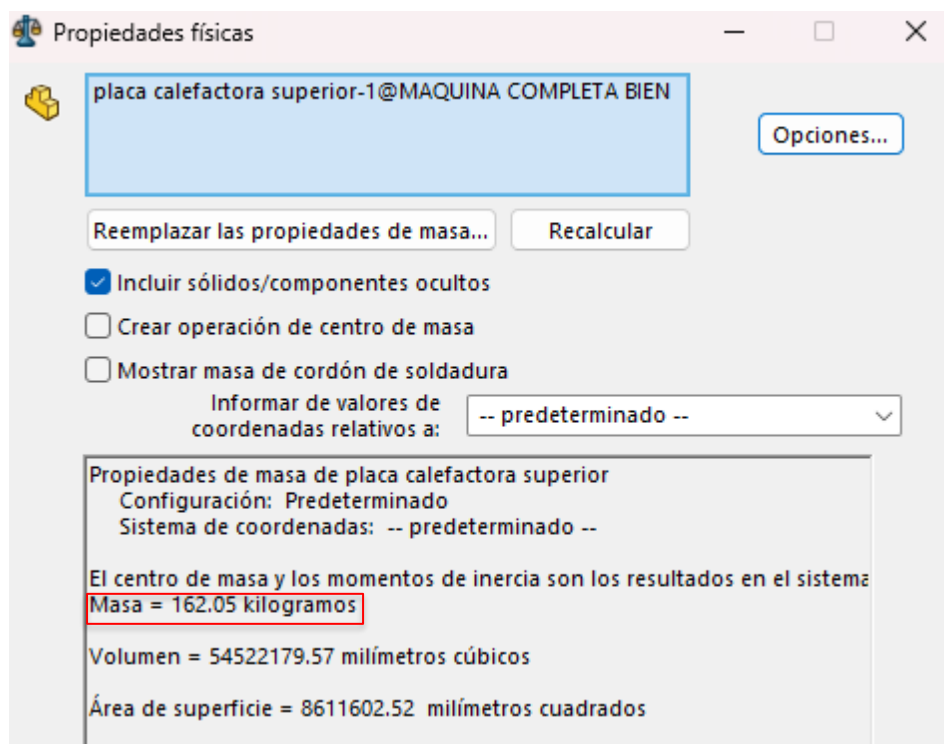 Propiedades físicas
placa calefactora superior-1@MAQUINA COMPLETA BIEN
Opciones...
Reemplazar las propiedades de masa...
Recalcular
Incluir sólidos/componentes ocultos
Crear operación de centro de masa
Mostrar masa de cordón de soldadura
Informar de valores de
coordenadas relativos a:
-- predeterminado --
Propiedades de masa de placa calefactora superior
Configuración: Predeterminado
Sistema de coordenadas: -- predeterminado --
El centro de masa y los momentos de inercia son los resultados en el sistema
Masa = 162.05 kilogramos
Volumen = 54522179.57 milímetros cúbicos
Área de superficie = 8611602.52 milímetros cuadrados